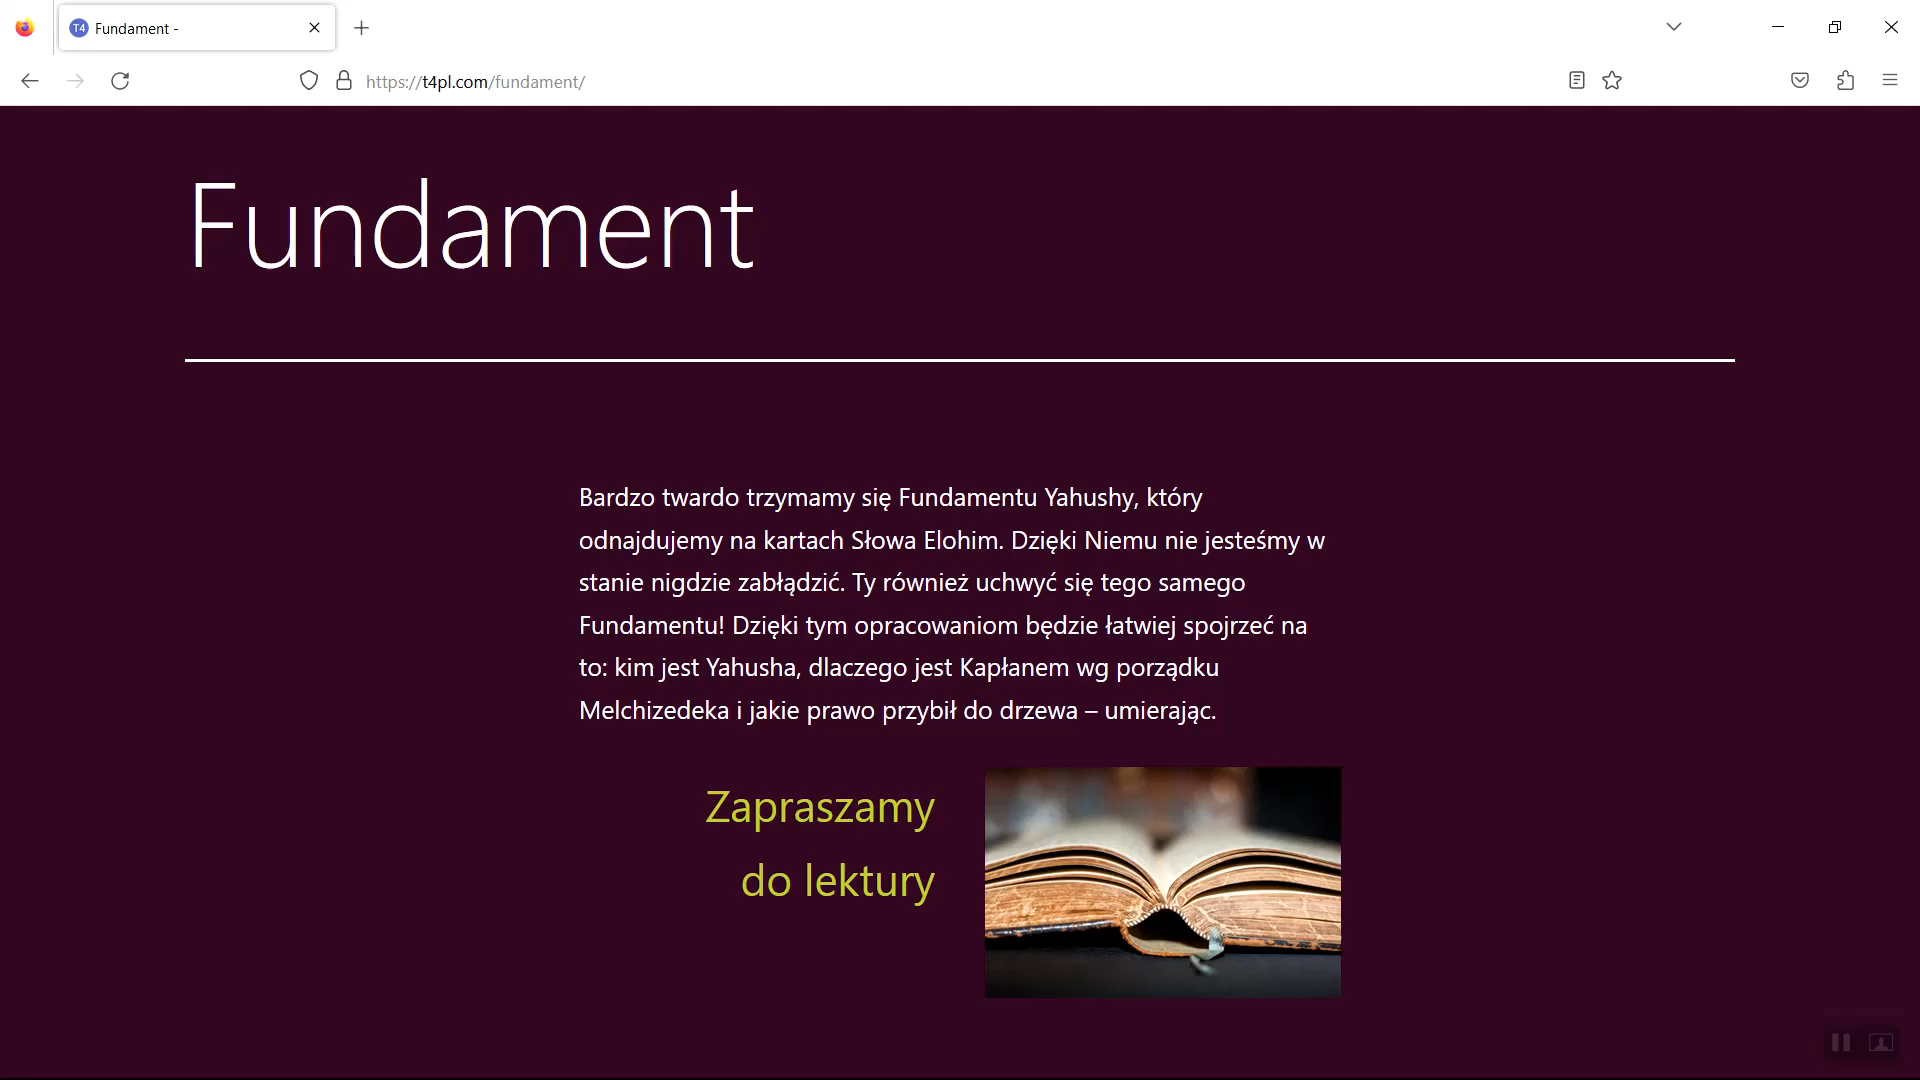 Fundament -
https://t4pl.com/fundament/
Fundament
Bardzo twardo trzymamy się Fundamentu Yahushy, który
odnajdujemy na kartach Słowa Elohim. Dzięki Niemu nie jesteśmy w
stanie nigdzie zabłądzić. Ty również uchwyć się tego samego
Fundamentu! Dzięki tym opracowaniom będzie łatwiej spojrzeć na
to: kim jest Yahusha, dlaczego jest Kapłanem wg porządku
Melchizedeka i jakie prawo przybił do drzewa – umierając.
Zapraszamy
do lektury